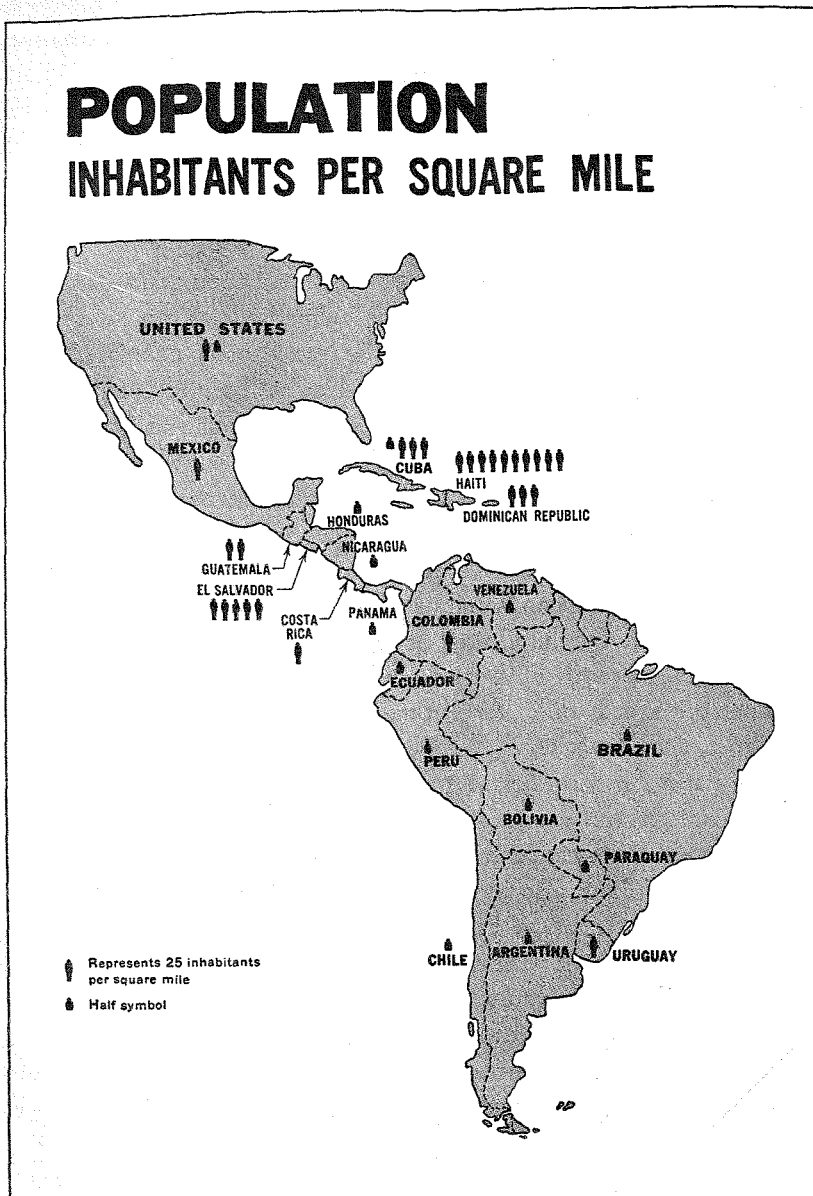 POPULATION
INHABITANTS PER SQUARE MILE
UNITED STATES
MEXICO
CUBA
HAITI
DOMINICAN REPUBLIC
HONDURAS
NICARAGUA
GUATEMALA
EL SALVADOR
COSTA
RICA
PANAMA
VENEZUELA
COLOMBIA
ECUADOR
PERU
BRAZIL
BOLIVIA
PARAGUAY
CHILE
ARGENTINA
URUGUAY
Represents 25 inhabitants
per square mile
Half symbol